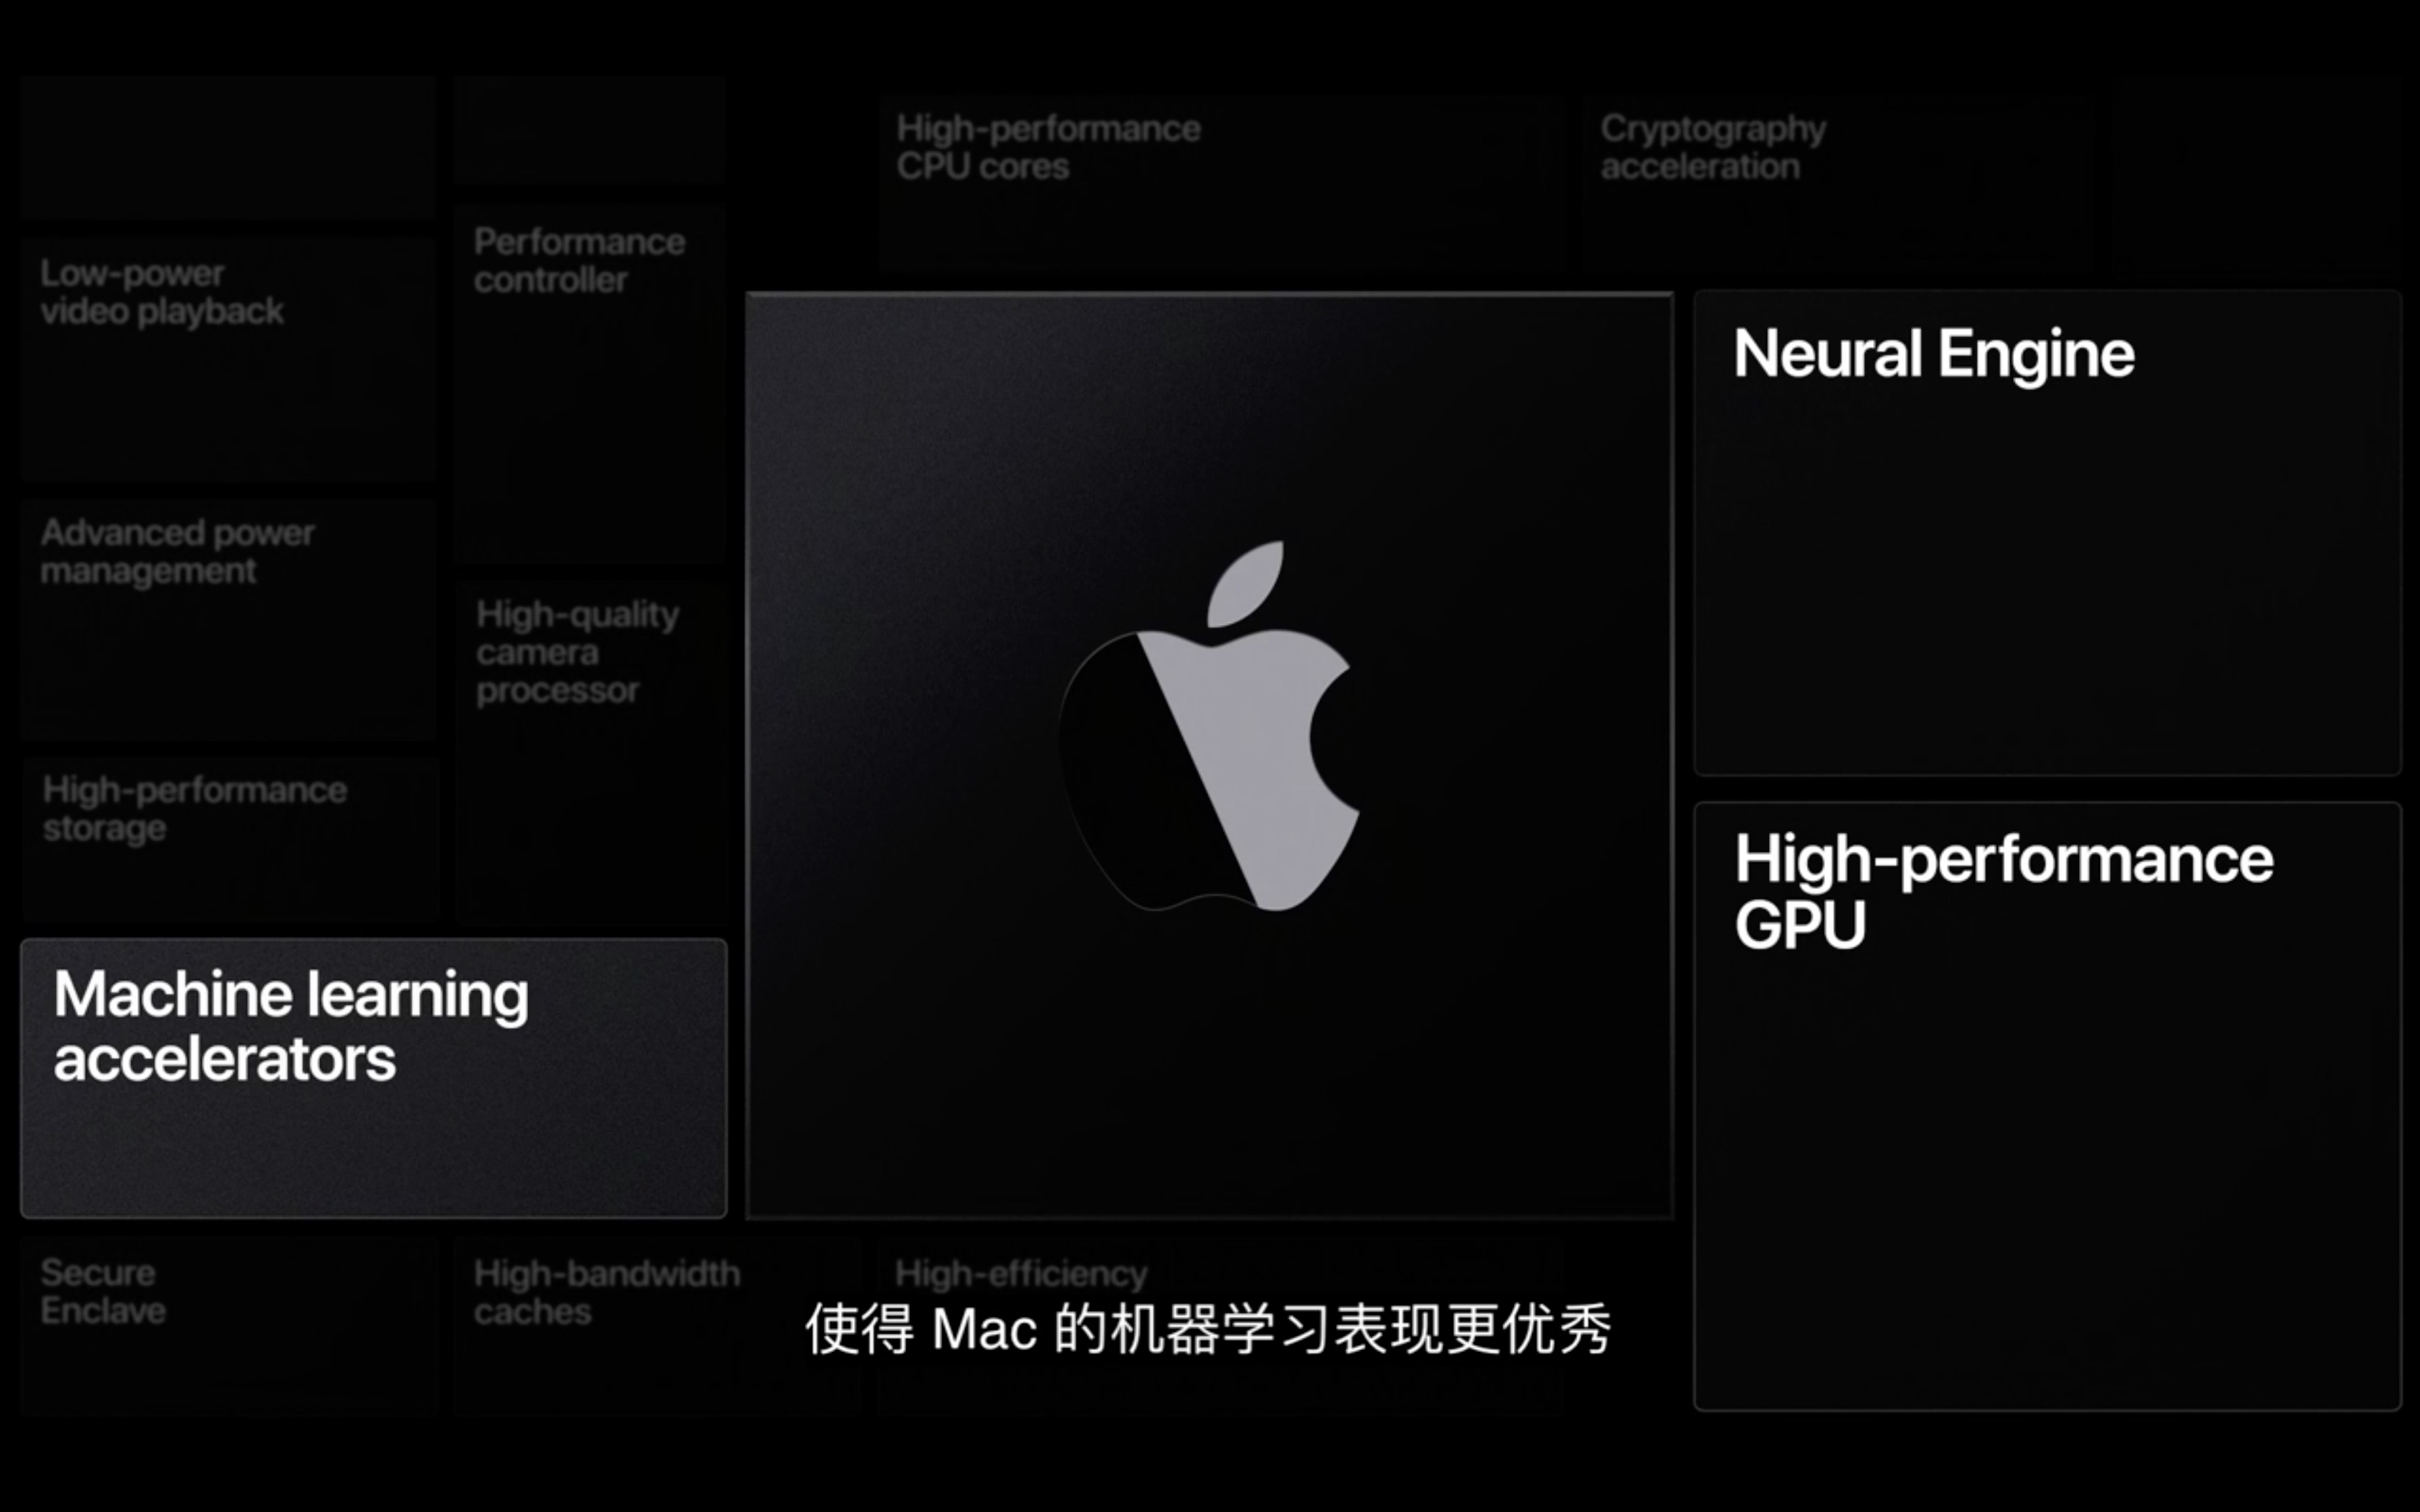 High-performance
CPU cores
Cryptography
acceleration
Performance
controller
Low-power
video playback
Neural Engine
Advanced power
management
High-quality
camera
processor
High-performance
storage
High-performance
GPU
Machine learning
accelerators
Secure
Enclave
High-bandwidth
caches
High-efficiency
使得 Mac 的机器学习表现更优秀